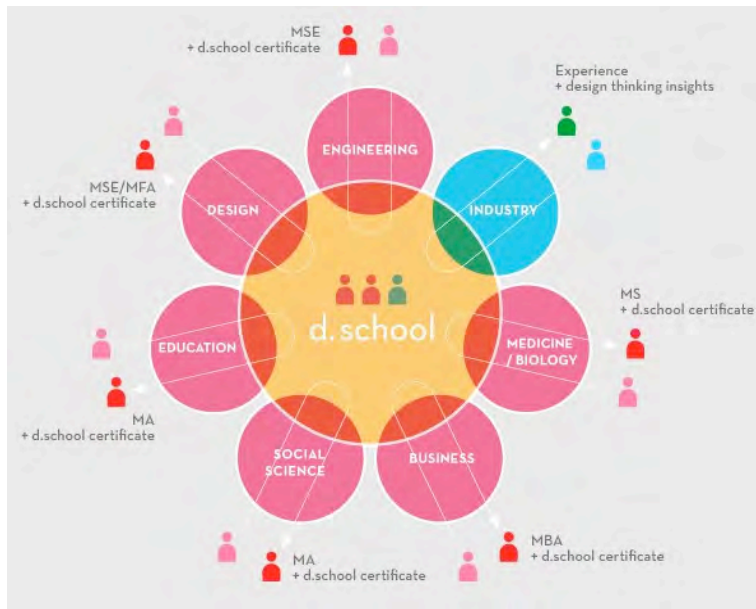 MSE
+ d.school certificate
Experience
+ design thinking insights
ENGINEERING
MSE/MFA
+ d.school certificate
DESIGN
INDUSTRY
d.school
MS
+ d.school certificate
EDUCATION
MEDICINE
/ BIOLOGY
MA
+ d.school certificate
SOCIAL
SCIENCE
BUSINESS
MA
+ d.school certificate
MBA
+ d.school certificate